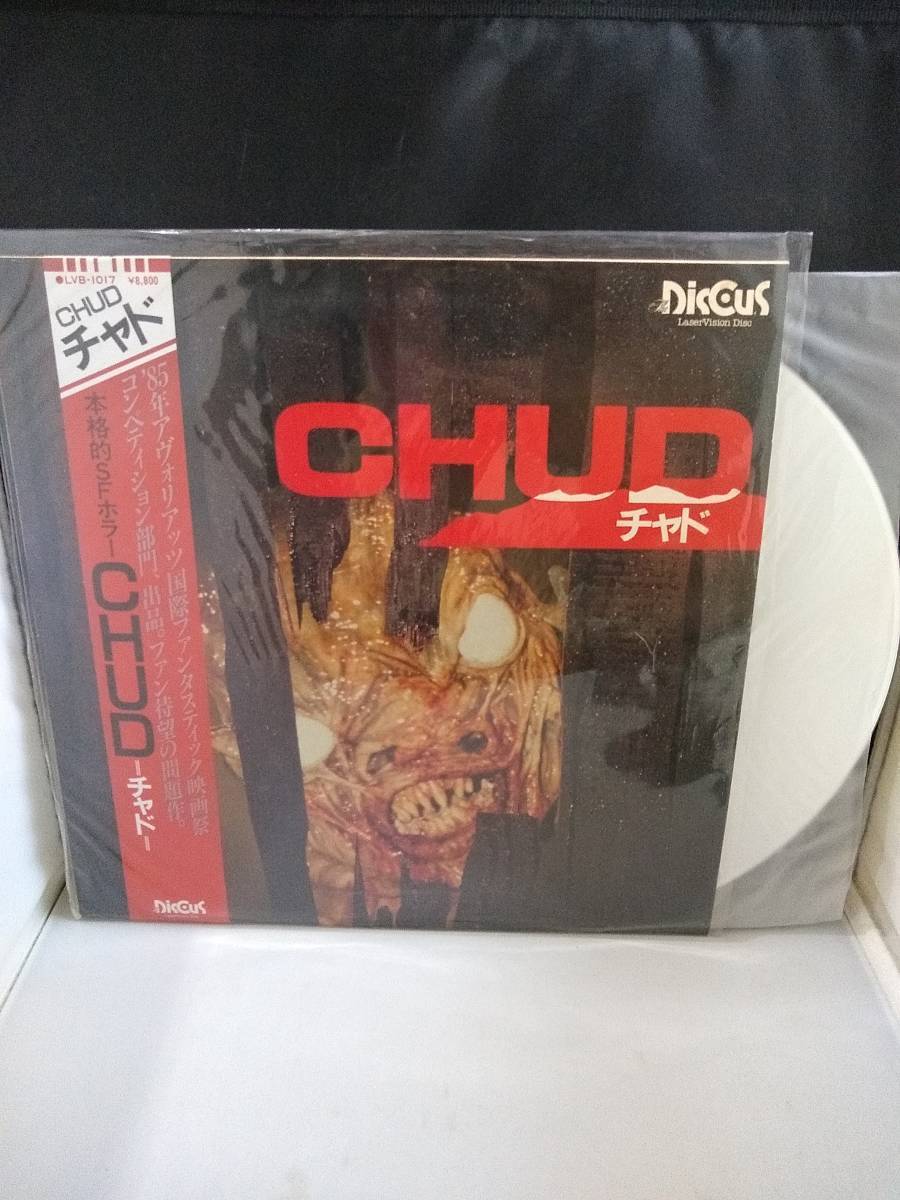 ●LVB-1017 ¥8,800
CHUD
チャド
'85年アヴォリアッツ国際ファンタスティック映画祭
コンペティション部門、出品。ファン待望の問題作。
本格的SFホラー
CHUD
-チャド-
DisCouS
The DisCouS
LaserVision Disc
CHUD
チャド